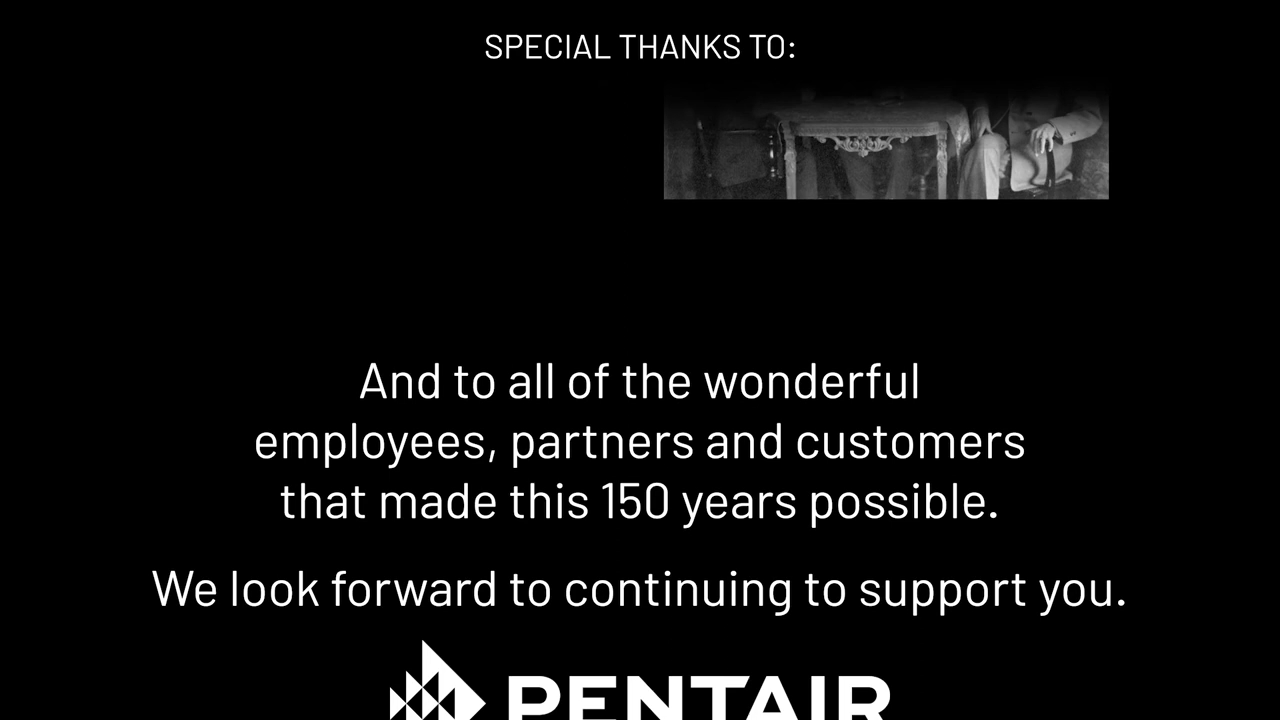 SPECIAL THANKS TO:
And to all of the wonderful
employees, partners and customers
that made this 150 years possible.
We look forward to continuing to support you.
PENTAIR